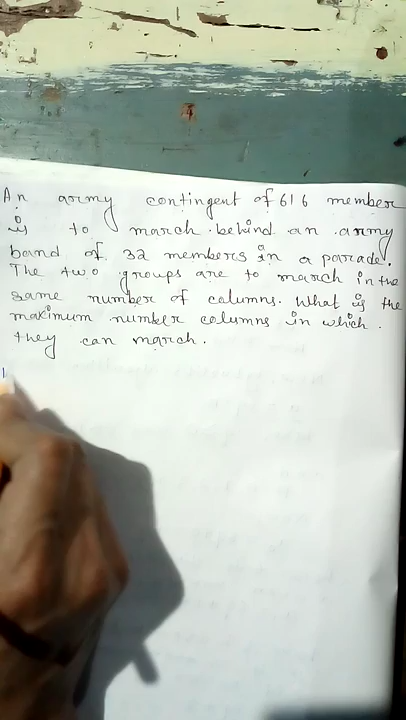 An army contingent of 616 member
is to march behind an army
band of 32 members in a parade.
The two groups are to march in the
same number of columns. What is the
maximum number columns in which.
they can march.